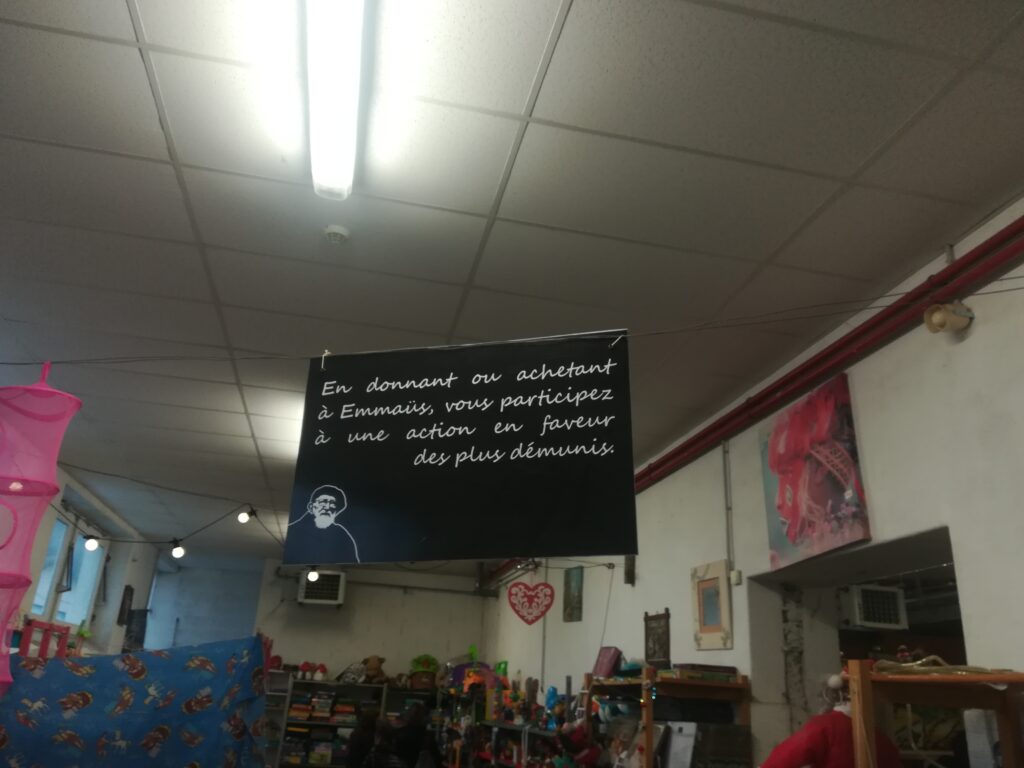 En donnant ou achetant
à Emmaüs, vous participez
à une action en faveur
des plus démunis.